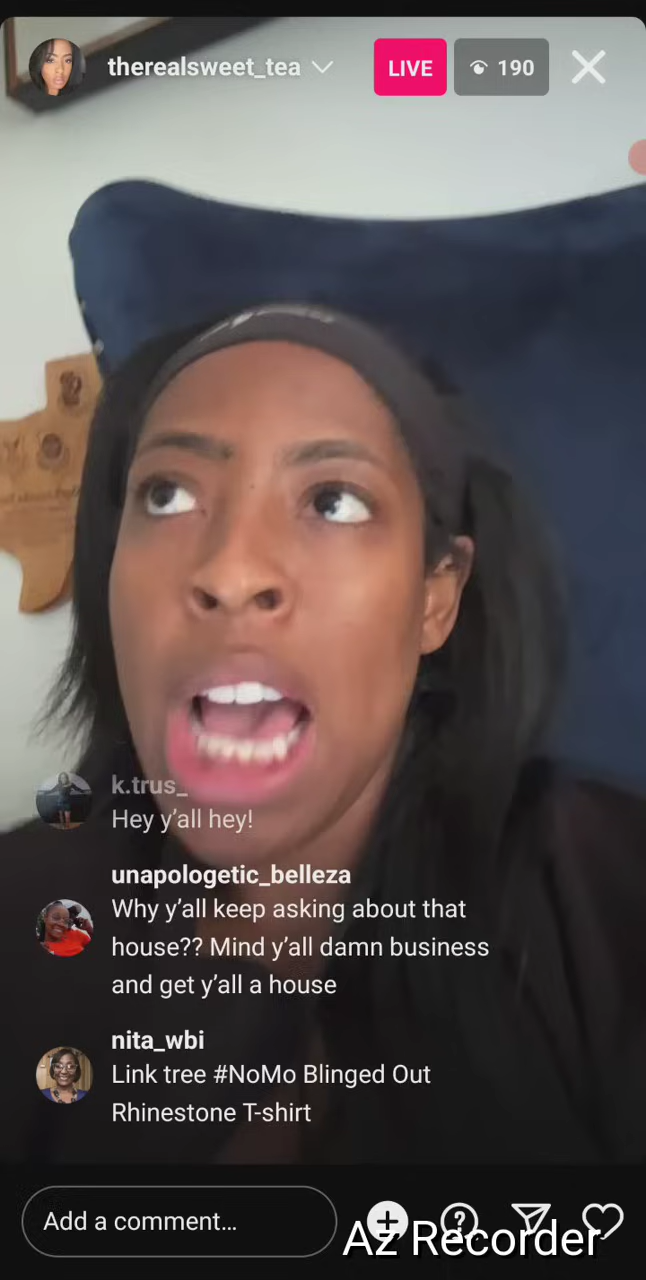 therealsweet_tea
LIVE
190
k.trus_
Hey y'all hey!
unapologetic_belleza
Why y'all keep asking about that
house?? Mind y'all damn business
and get y'all a house
nita_wbi
Link tree #NoMo Blinged Out
Rhinestone T-shirt
Add a comment...
Az Recorder